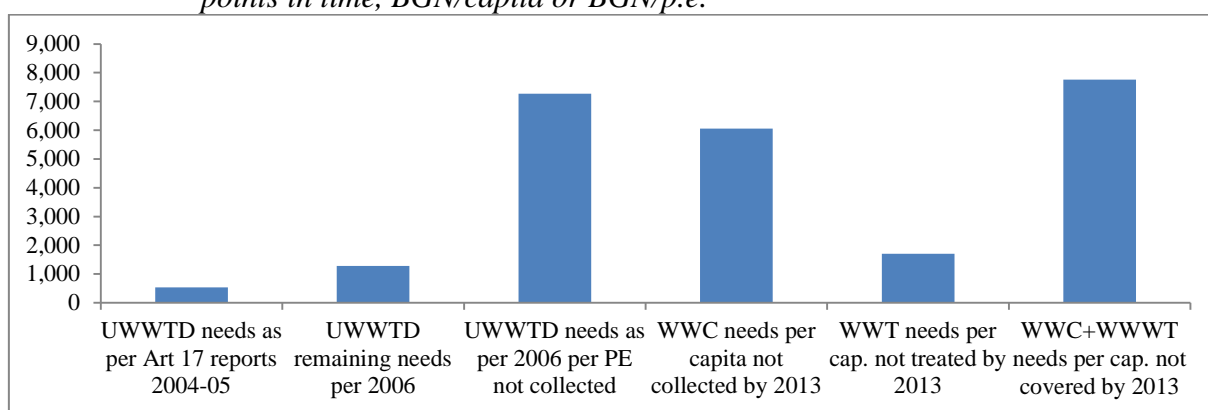 points in time, BGN/capita or BGN/p.e.
9,000
8,000
7,000
6,000
5,000
4,000
3,000
2,000
1,000
0
UWWTD needs as per Art 17 reports 2004-05
UWWTD remaining needs per 2006
UWWTD needs as per 2006 per PE not collected
WWC needs per capita not collected by 2013
WWT needs per cap. not treated by 2013
WWC+WWWT needs per cap. not covered by 2013